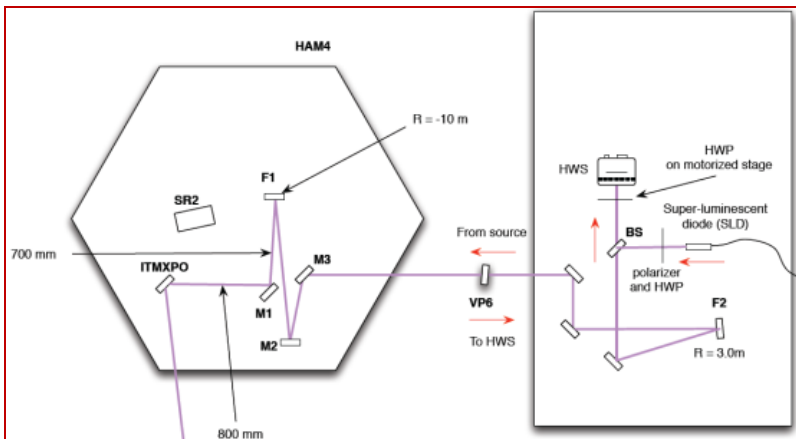 HAM4
R = -10 m
F1
SR2
700 mm
ITMXPO
M3
M1
M2
800 mm
From source
VP6
To HWS
HWS
HWP
on motorized stage
Super-luminescent
diode (SLD)
BS
polarizer
and HWP
F2
R = 3.0m